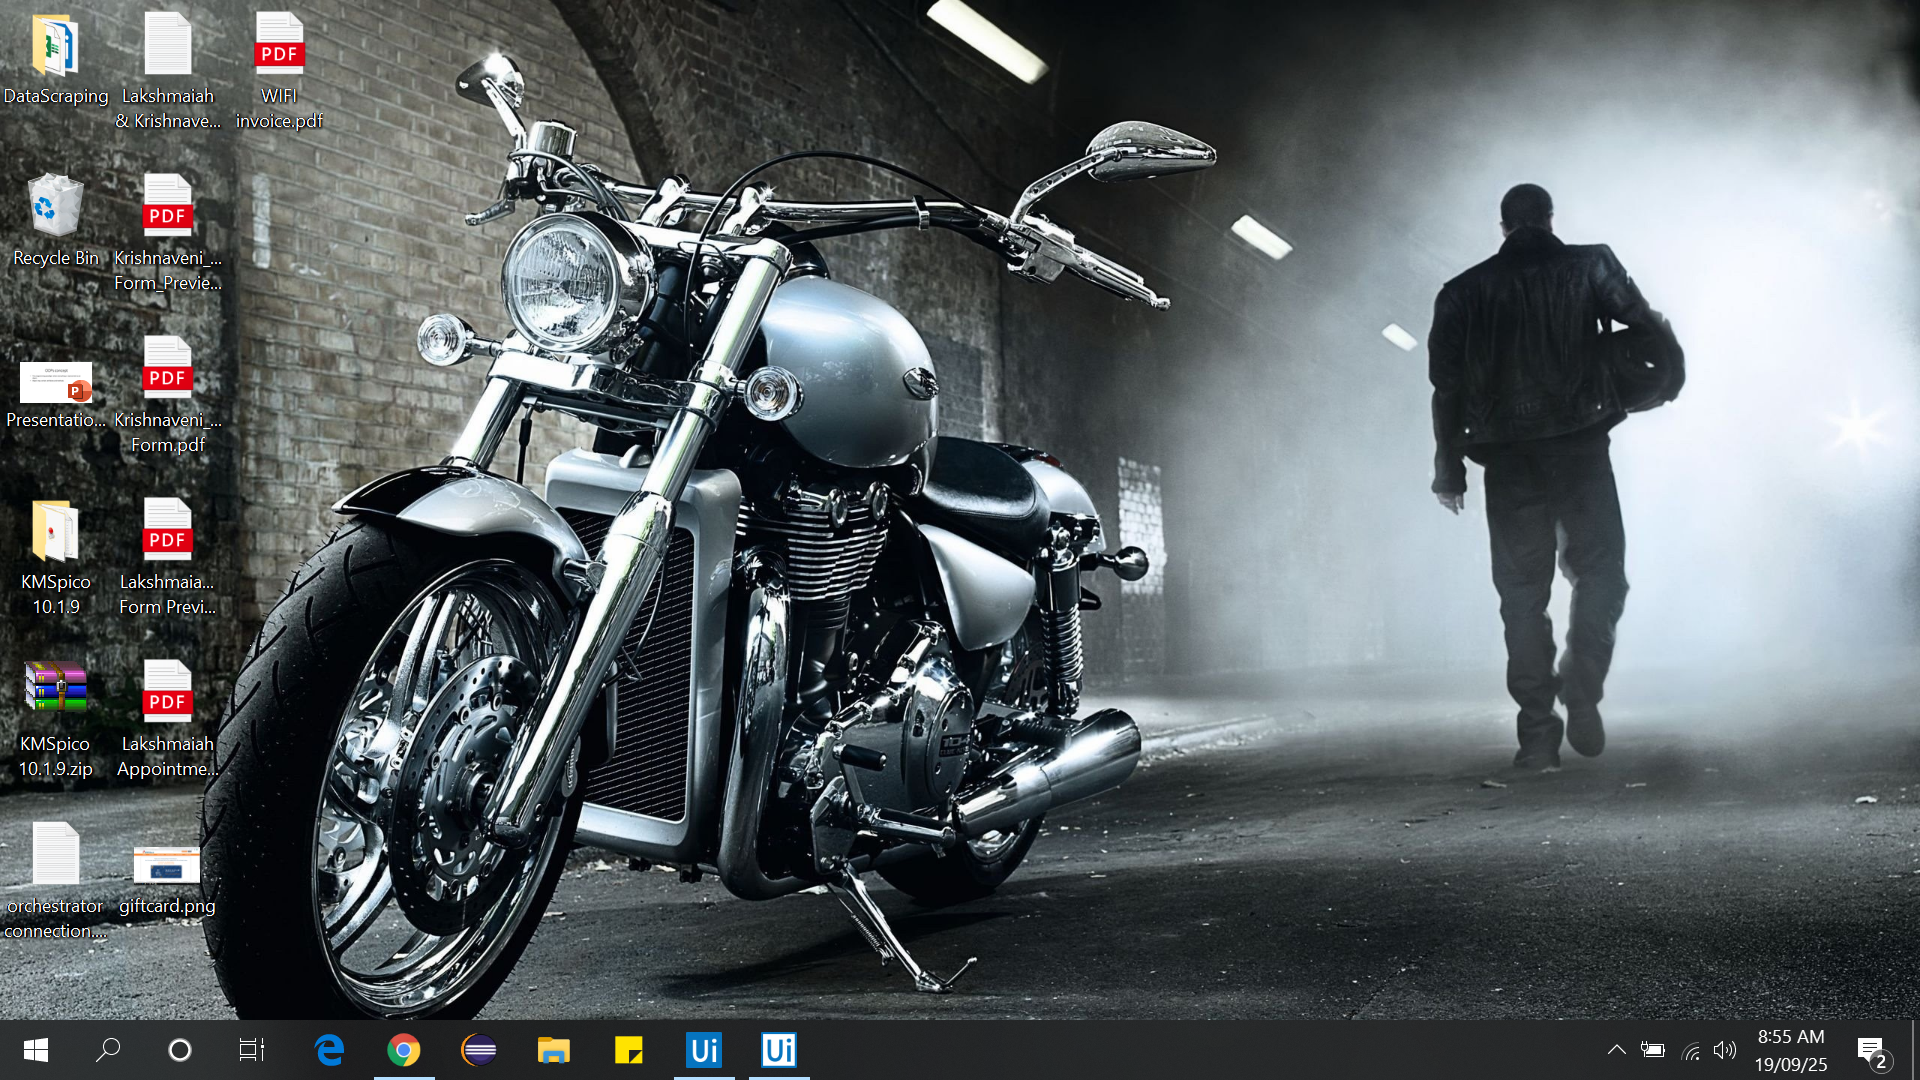 DataScraping
Lakshmaiah
& Krishnave...
PDF
WIFI
invoice.pdf
Recycle Bin
PDF
Krishnaveni_...
Form_Previe...
P
Presentatio...
PDF
Krishnaveni_...
Form.pdf
KMSpico
10.1.9
PDF
Lakshmaia...
Form Previ...
KMSpico
10.1.9.zip
PDF
Lakshmaiah
Appointme...
orchestrator
connection....
giftcard.png
Ui
Ui
8:55 AM
19/09/25
2